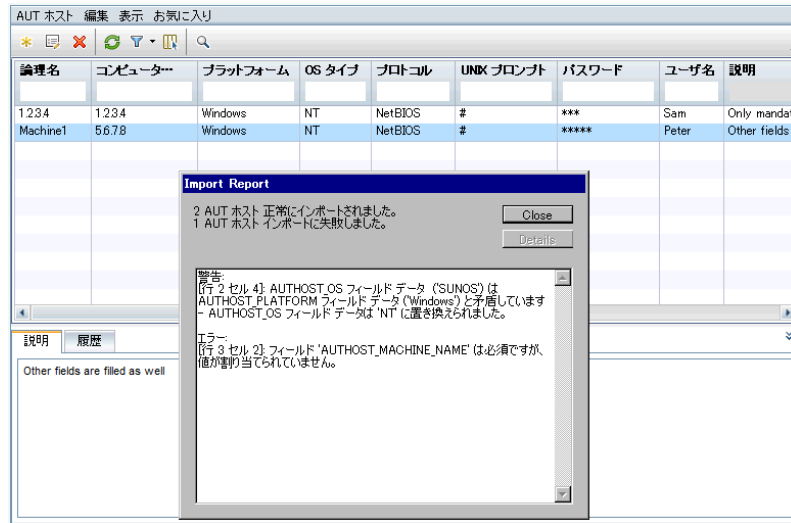 AUT ホスト 編集 表示 お気に入り
論理名 コンピューター… プラットフォーム OS タイプ プロトコル UNIX プロンプト パスワード ユーザ名 説明
1.2.3.4 1.2.3.4 Windows NT NetBIOS # *** Sam Only mandat
Machine1 5.6.7.8 Windows NT NetBIOS # ***** Peter Other fields
Import Report
2 AUT ホスト 正常にインポートされました。
1 AUT ホスト インポートに失敗しました。
Close
Details
警告:
[行 2 セル 4]: AUTHOST_OS フィールド データ ('SUNOS') は
AUTHOST_PLATFORM フィールド データ ('Windows') と矛盾しています
- AUTHOST_OS フィールド データは 'NT' に置き換えられました。
エラー:
[行 3 セル 2]: フィールド 'AUTHOST_MACHINE_NAME' は必須ですが、
値が割り当てられていません。
説明 履歴
Other fields are filled as well